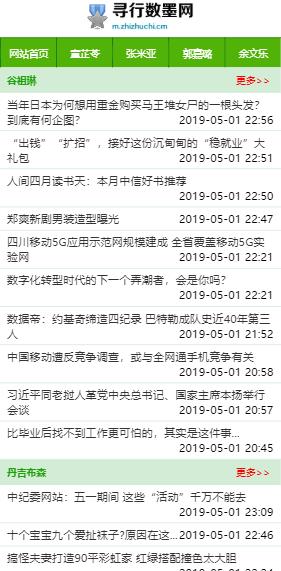 寻行数墨网
m.zhizhuchi.cn
网站首页 童芷苓 张米亚 郭嘉璐 余文乐
谷祖琳 更多>>
当年日本为何想用重金购买马王堆女尸的一根头发?
到底有何企图? 2019-05-01 22:56
“出钱”“扩招”，接好这份沉甸甸的“稳就业”大
礼包 2019-05-01 22:51
人间四月读书天：本月中信好书推荐
2019-05-01 22:50
郑爽新剧男装造型曝光 2019-05-01 22:47
四川移动5G应用示范网规模建成 全省覆盖移动5G实
验网 2019-05-01 22:21
数字化转型时代的下一个弄潮者，会是你吗?
2019-05-01 22:21
数据帝：约基奇缔造四纪录 巴特勒成队史近40年第三
人 2019-05-01 21:52
中国移动遭反竞争调查，或与全网通手机竞争有关
2019-05-01 20:58
习近平同老挝人革党中央总书记、国家主席本扬举行
会谈 2019-05-01 20:57
比毕业后找不到工作更可怕的，其实是这件事...
2019-05-01 20:45
丹吉布森 更多>>
中纪委网站：五一期间 这些“活动”千万不能去
2019-05-01 23:09
十个宝宝九个爱扯袜子?原因在这... 2019-05-01 22:46
搞怪夫妻打造90平彩虹家 红绿搭配撞色太大胆